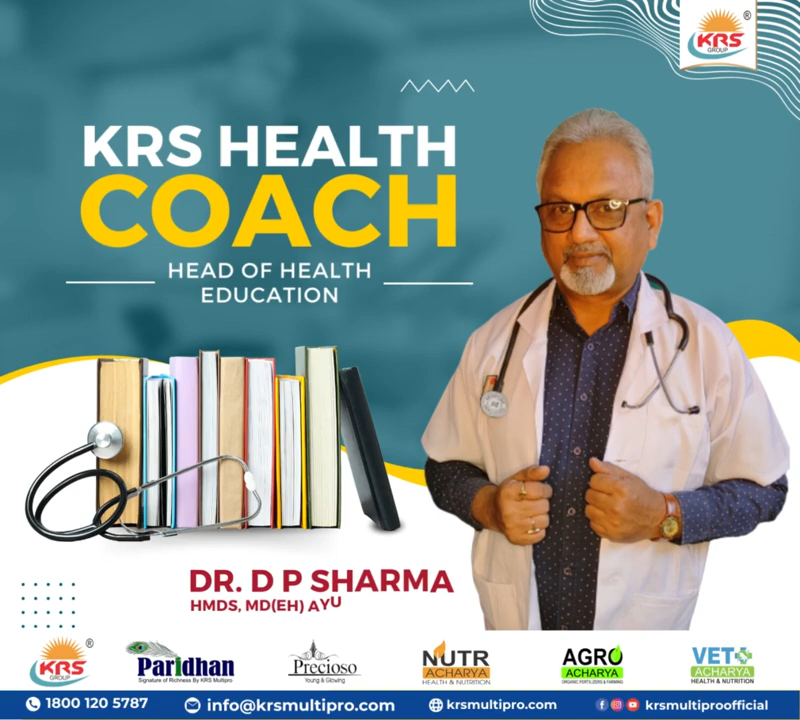 KRS
GROUP
®
KRS HEALTH
COACH
HEAD OF HEALTH
EDUCATION
DR. D P SHARMA
HMDS, MD(EH) AYU
KRS
GROUP
®
Paridhan
Signature of Richness By KRS Multipro
Precioso
Young & Glowing
NUTR
ACHARYA
HEALTH & NUTRITION
AGRO
ACHARYA
ORGANIC FERTILIZERS & FARMING
VET
ACHARYA
HEALTH & NUTRITION
1800 120 5787
info@krsmultipro.com
krsmultipro.com
krsmultiproofficial